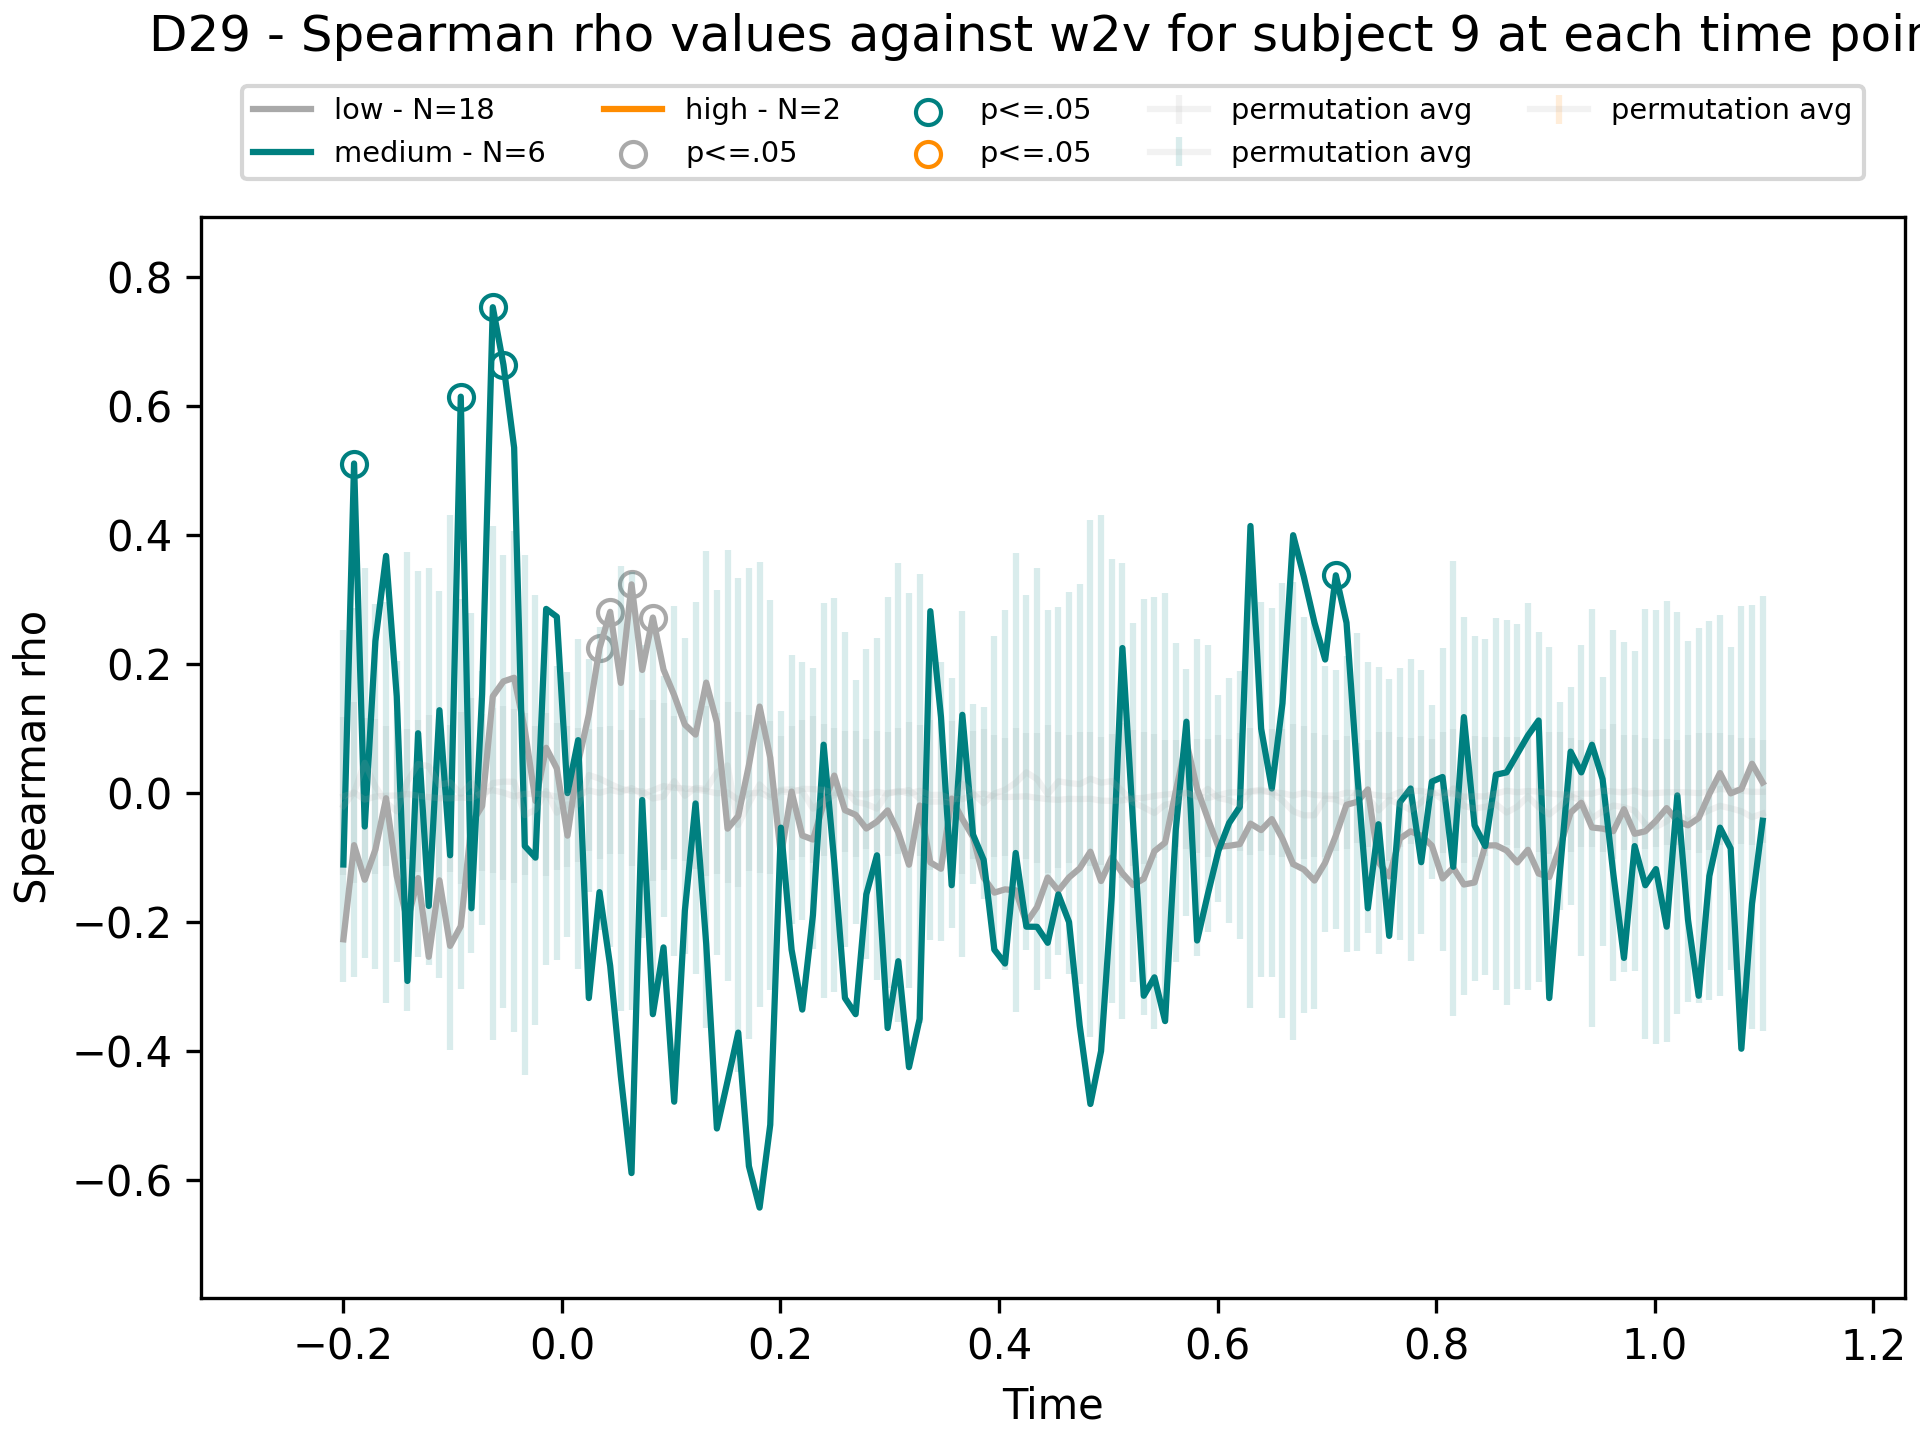 D29 - Spearman rho values against w2v for subject 9 at each time poin
low - N=18
medium - N=6
high - N=2
p<=.05
p<=.05
p<=.05
permutation avg
permutation avg
permutation avg
0.8
0.6
0.4
0.2
0.0
−0.2
−0.4
−0.6
Spearman rho
−0.2 0.0 0.2 0.4 0.6 0.8 1.0 1.2
Time